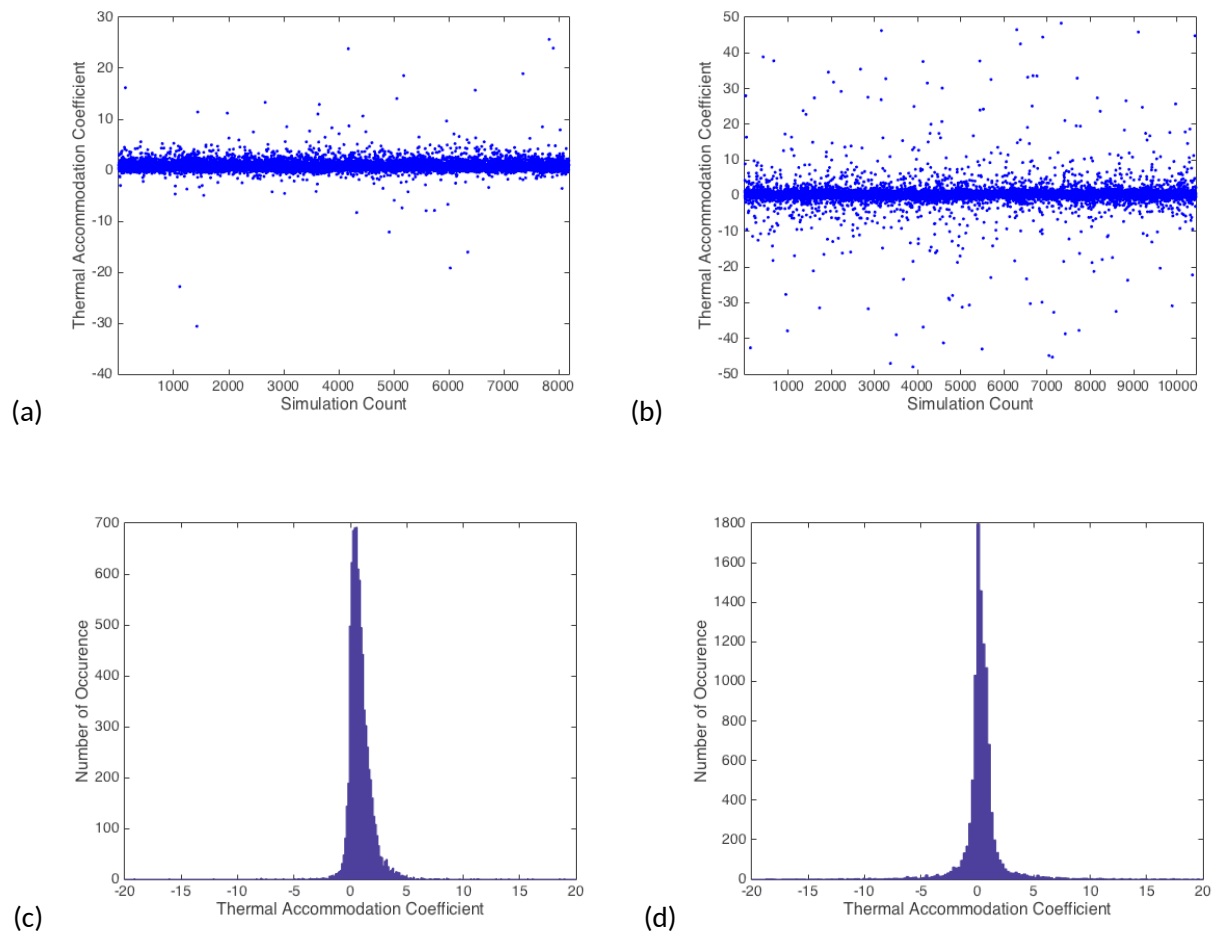 30
20
10
0
-10
-20
-30
-40
Thermal Accommodation Coefficient
1000 2000 3000 4000 5000 6000 7000 8000
Simulation Count
(a)
50
40
30
20
10
0
-10
-20
-30
-40
-50
Thermal Accommodation Coefficient
1000 2000 3000 4000 5000 6000 7000 8000 9000 10000
Simulation Count
(b)
700
600
500
400
300
200
100
0
Number of Occurence
-20 -15 -10 -5 0 5 10 15 20
Thermal Accommodation Coefficient
(c)
1800
1600
1400
1200
1000
800
600
400
200
0
Number of Occurence
-20 -15 -10 -5 0 5 10 15 20
Thermal Accommodation Coefficient
(d)